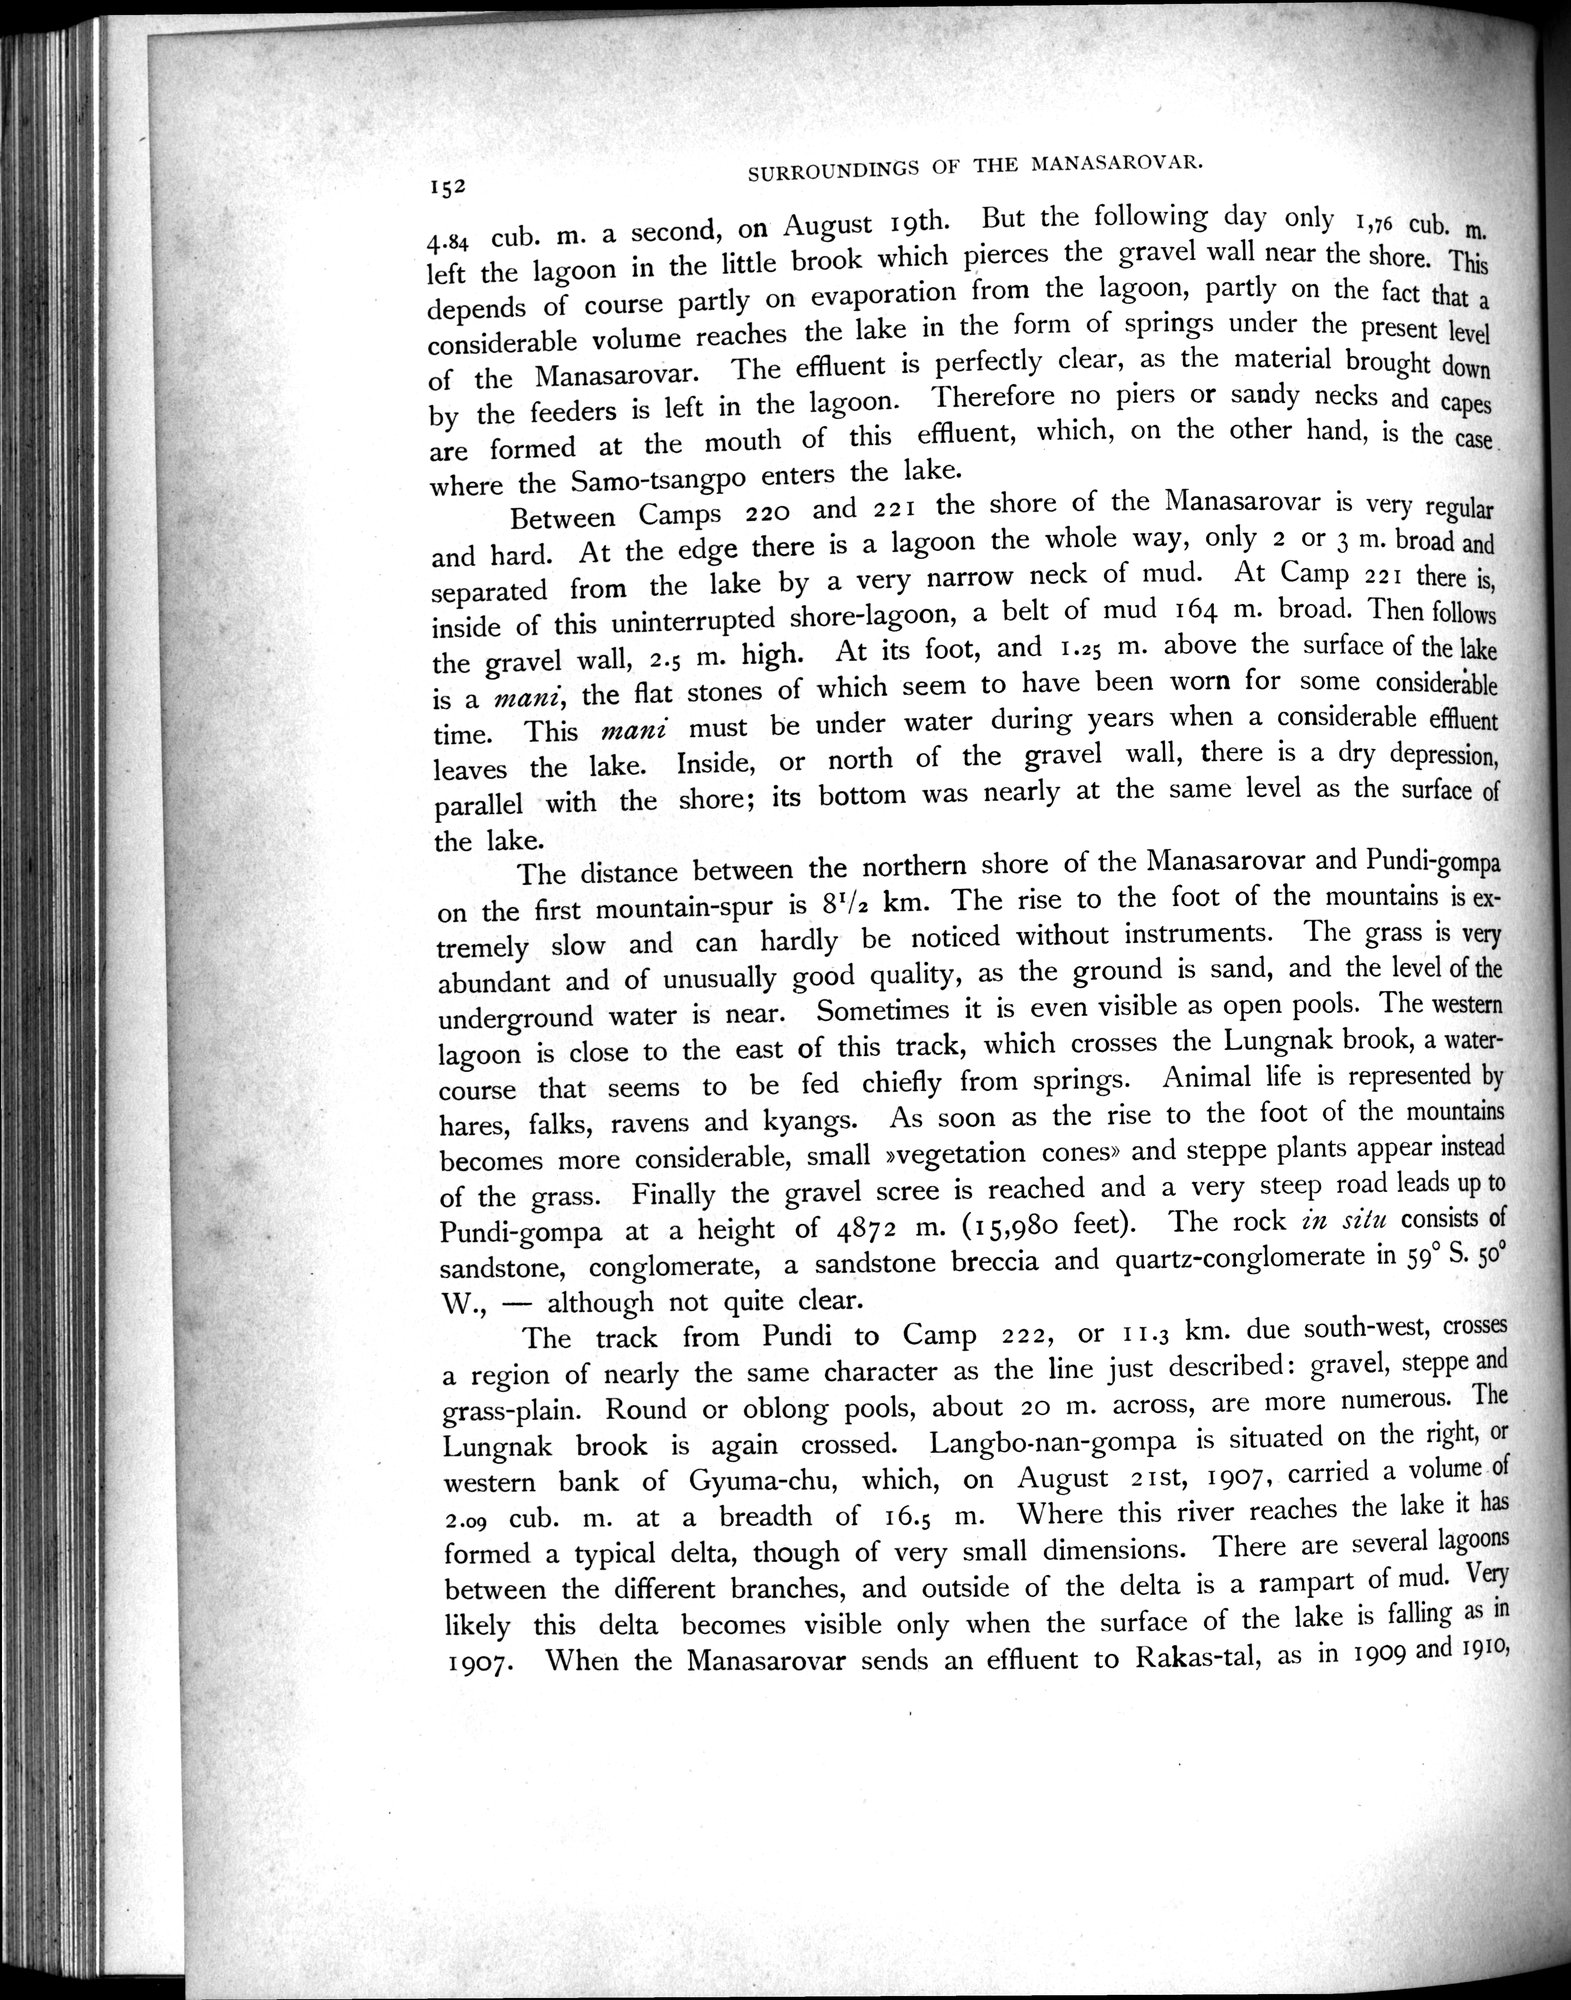 152
SURROUNDINGS OF THE MANASAROVAR.
4.84 cub. m. a second, on August 19th. But the following day only 1,76 cub. m.
left the lagoon in the little brook which pierces the gravel wall near the shore. This
depends of course partly on evaporation from the lagoon, partly on the fact that a
considerable volume reaches the lake in the form of springs under the present level
of the Manasarovar. The effluent is perfectly clear, as the material brought down
by the feeders is left in the lagoon. Therefore no piers or sandy necks and capes
are formed at the mouth of this effluent, which, on the other hand, is the case
where the Samo-tsangpo enters the lake.
Between Camps 220 and 221 the shore of the Manasarovar is very regular
and hard. At the edge there is a lagoon the whole way, only 2 or 3 m. broad and
separated from the lake by a very narrow neck of mud. At Camp 221 there is,
inside of this uninterrupted shore-lagoon, a belt of mud 164 m. broad. Then follows
the gravel wall, 2.5 m. high. At its foot, and 1.25 m. above the surface of the lake
is a mani, the flat stones of which seem to have been worn for some considerable
time. This mani must be under water during years when a considerable effluent
leaves the lake. Inside, or north of the gravel wall, there is a dry depression,
parallel with the shore; its bottom was nearly at the same level as the surface of
the lake.
The distance between the northern shore of the Manasarovar and Pundi-gompa
on the first mountain-spur is 8 1/2 km. The rise to the foot of the mountains is ex-
tremely slow and can hardly be noticed without instruments. The grass is very
abundant and of unusually good quality, as the ground is sand, and the level of the
underground water is near. Sometimes it is even visible as open pools. The western
lagoon is close to the east of this track, which crosses the Lungnak brook, a water-
course that seems to be fed chiefly from springs. Animal life is represented by
hares, falks, ravens and kyangs. As soon as the rise to the foot of the mountains
becomes more considerable, small »vegetation cones» and steppe plants appear instead
of the grass. Finally the gravel scree is reached and a very steep road leads up to
Pundi-gompa at a height of 4872 m. (15,980 feet). The rock in situ consists of
sandstone, conglomerate, a sandstone breccia and quartz-conglomerate in 59° S. 50°
W., — although not quite clear.
The track from Pundi to Camp 222, or 11.3 km. due south-west, crosses
a region of nearly the same character as the line just described: gravel, steppe and
grass-plain. Round or oblong pools, about 20 m. across, are more numerous. The
Lungnak brook is again crossed. Langbo-nan-gompa is situated on the right, or
western bank of Gyuma-chu, which, on August 21st, 1907, carried a volume of
2.09 cub. m. at a breadth of 16.5 m. Where this river reaches the lake it has
formed a typical delta, though of very small dimensions. There are several lagoons
between the different branches, and outside of the delta is a rampart of mud. Very
likely this delta becomes visible only when the surface of the lake is falling as in
1907. When the Manasarovar sends an effluent to Rakas-tal, as in 1909 and 1910,